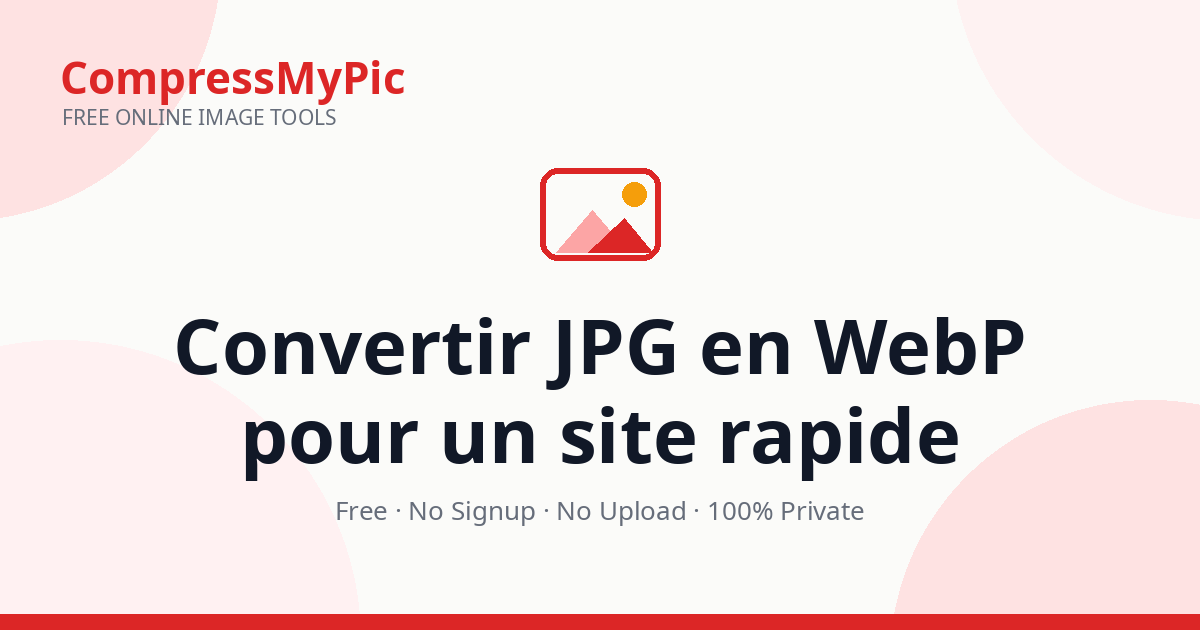 CompressMyPic
FREE ONLINE IMAGE TOOLS
Convertir JPG en WebP
pour un site rapide
Free · No Signup · No Upload · 100% Private